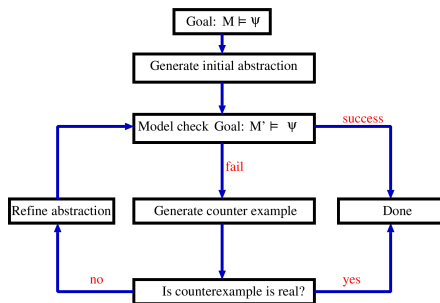 Goal: M ⊨ Ψ
Generate initial abstraction
Model check Goal: M' ⊨ Ψ
success
fail
Refine abstraction
Generate counter example
Done
no
Is counterexample is real?
yes